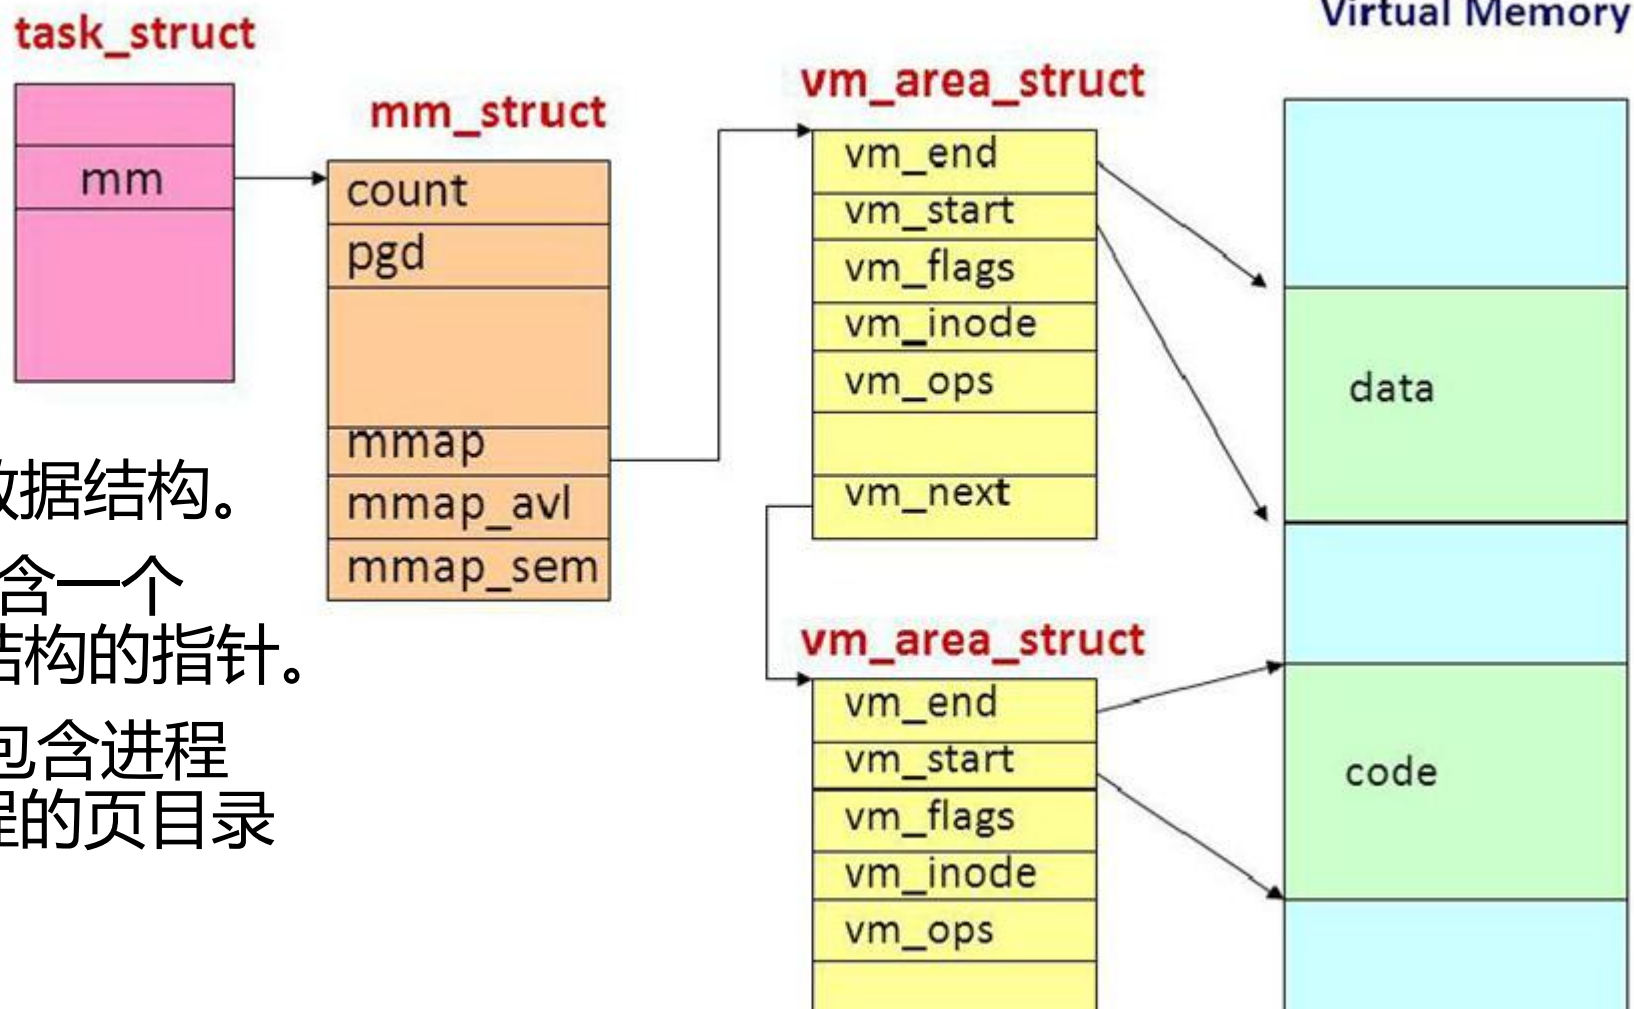 task_struct
mm
mm_struct
count
pgd
mmap
mmap_avl
mmap_sem
vm_area_struct
vm_end
vm_start
vm_flags
vm_inode
vm_ops
vm_next
vm_area_struct
vm_end
vm_start
vm_flags
vm_inode
vm_ops
Virtual Memory
data
code
数据结构。
含一个
结构的指针。
包含进程
程的页目录